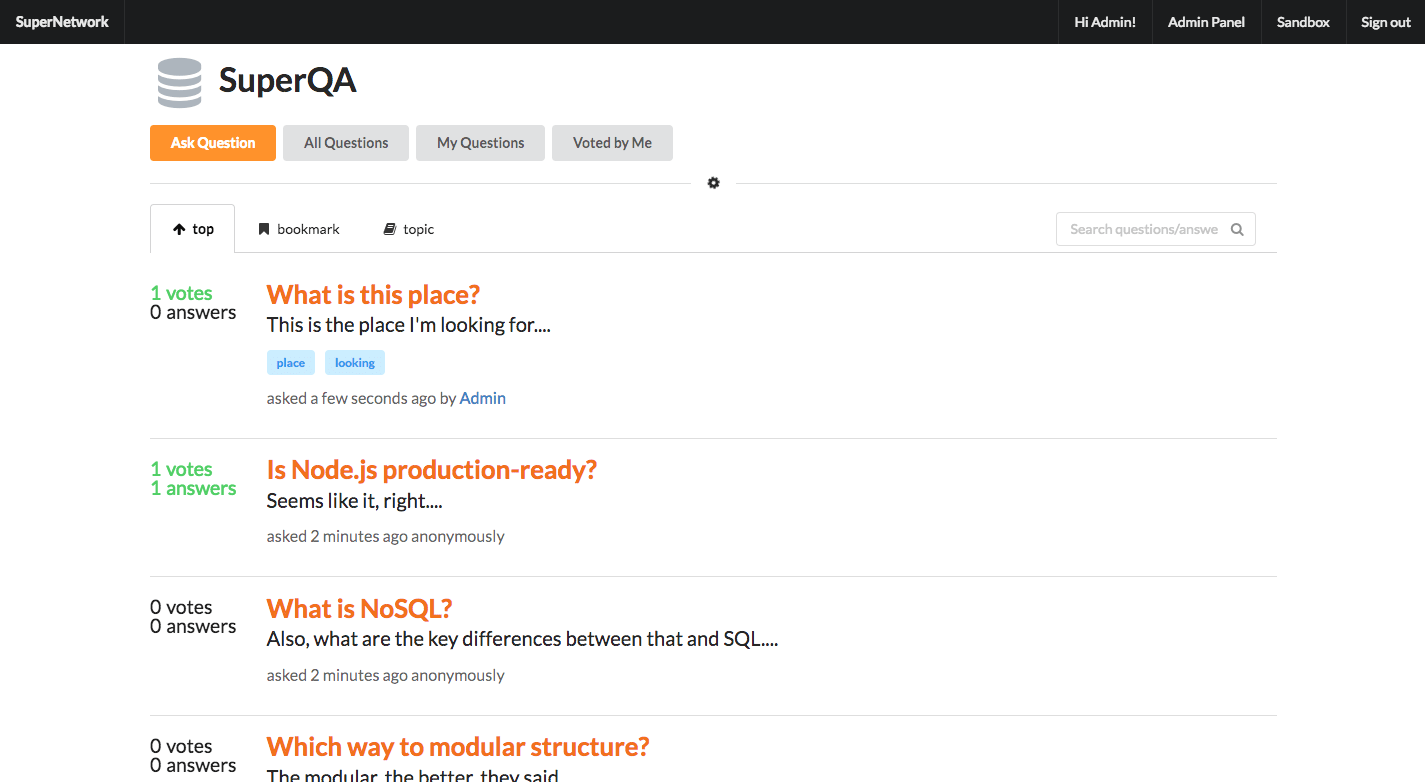 SuperNetwork Hi Admin! Admin Panel Sandbox Sign out
SuperQA
Ask Question All Questions My Questions Voted by Me
top bookmark topic Search questions/answe
1 votes
0 answers
What is this place?
This is the place I'm looking for....
place looking
asked a few seconds ago by Admin
1 votes
1 answers
Is Node.js production-ready?
Seems like it, right....
asked 2 minutes ago anonymously
0 votes
0 answers
What is NoSQL?
Also, what are the key differences between that and SQL....
asked 2 minutes ago anonymously
0 votes
0 answers
Which way to modular structure?
The modular, the better, they said